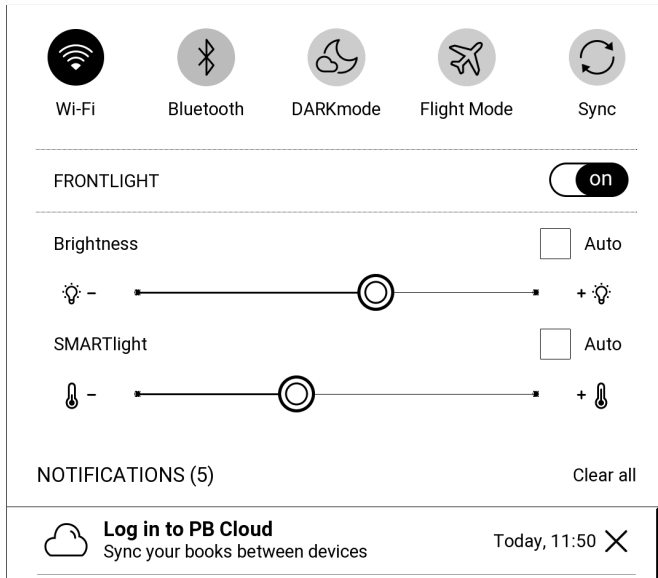 Wi-Fi Bluetooth DARKmode Flight Mode Sync
FRONTLIGHT on
Brightness Auto
– +
SMARTlight Auto
– +
NOTIFICATIONS (5) Clear all
Log in to PB Cloud
Sync your books between devices
Today, 11:50